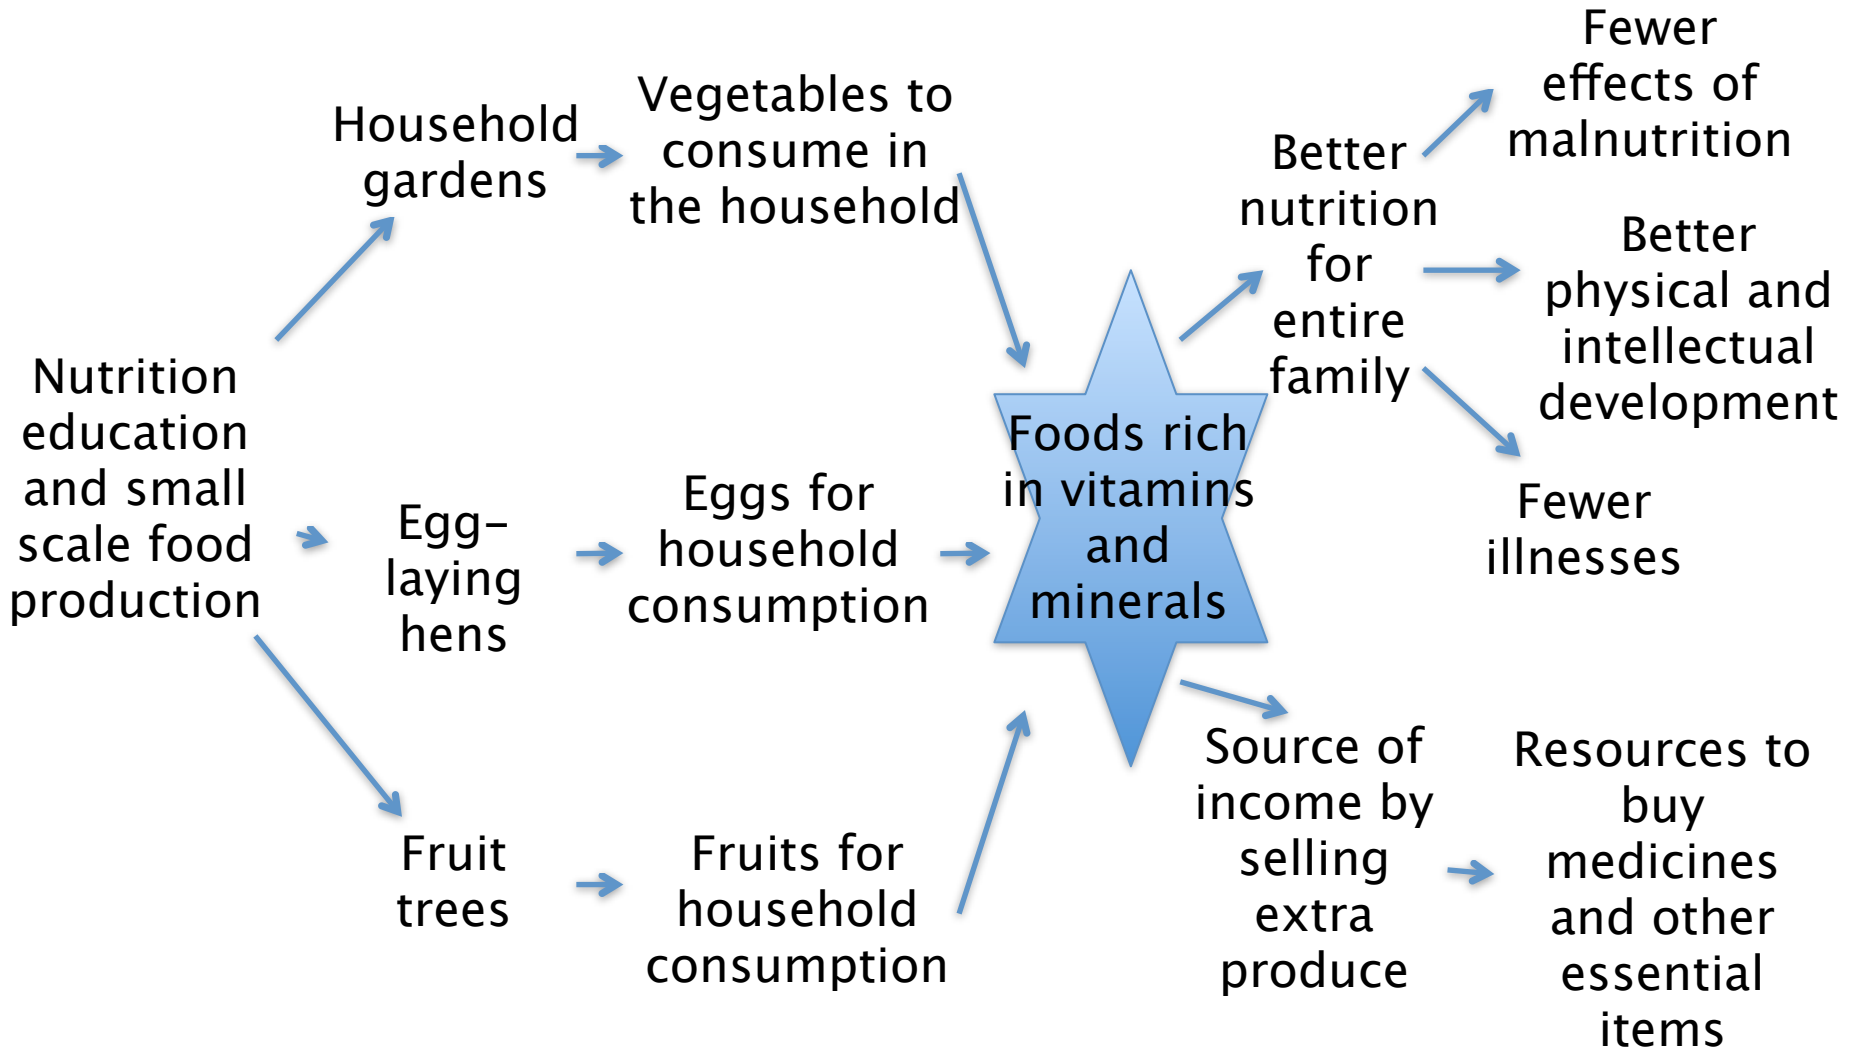 Nutrition
education
and small
scale food
production
Household
gardens
Vegetables to
consume in
the household
Egg-
laying
hens
Eggs for
household
consumption
Fruit
trees
Fruits for
household
consumption
Foods rich
in vitamins
and
minerals
Better
nutrition
for
entire
family
Fewer
effects of
malnutrition
Better
physical and
intellectual
development
Fewer
illnesses
Source of
income by
selling
extra
produce
Resources to
buy
medicines
and other
essential
items